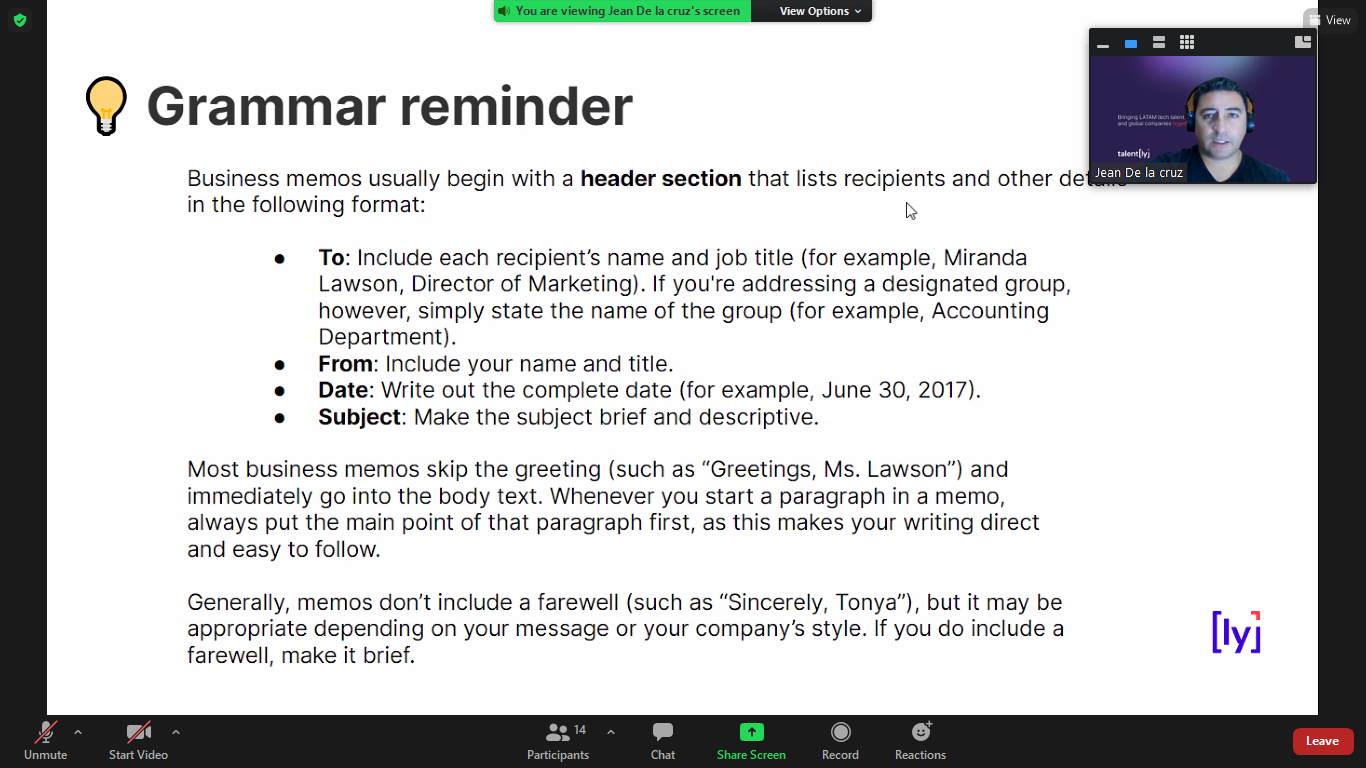 You are viewing Jean De la cruz's screen
View Options
View
Grammar reminder
Bringing LATAM tech talent
and global companies together
talent[ly]
Jean De la cruz
Business memos usually begin with a header section that lists recipients and other details
in the following format:
● To: Include each recipient’s name and job title (for example, Miranda
Lawson, Director of Marketing). If you're addressing a designated group,
however, simply state the name of the group (for example, Accounting
Department).
● From: Include your name and title.
● Date: Write out the complete date (for example, June 30, 2017).
● Subject: Make the subject brief and descriptive.
Most business memos skip the greeting (such as “Greetings, Ms. Lawson”) and
immediately go into the body text. Whenever you start a paragraph in a memo,
always put the main point of that paragraph first, as this makes your writing direct
and easy to follow.
Generally, memos don’t include a farewell (such as “Sincerely, Tonya”), but it may be
appropriate depending on your message or your company’s style. If you do include a
farewell, make it brief.
[ly]
Unmute
Start Video
14
Participants
Chat
Share Screen
Record
Reactions
Leave